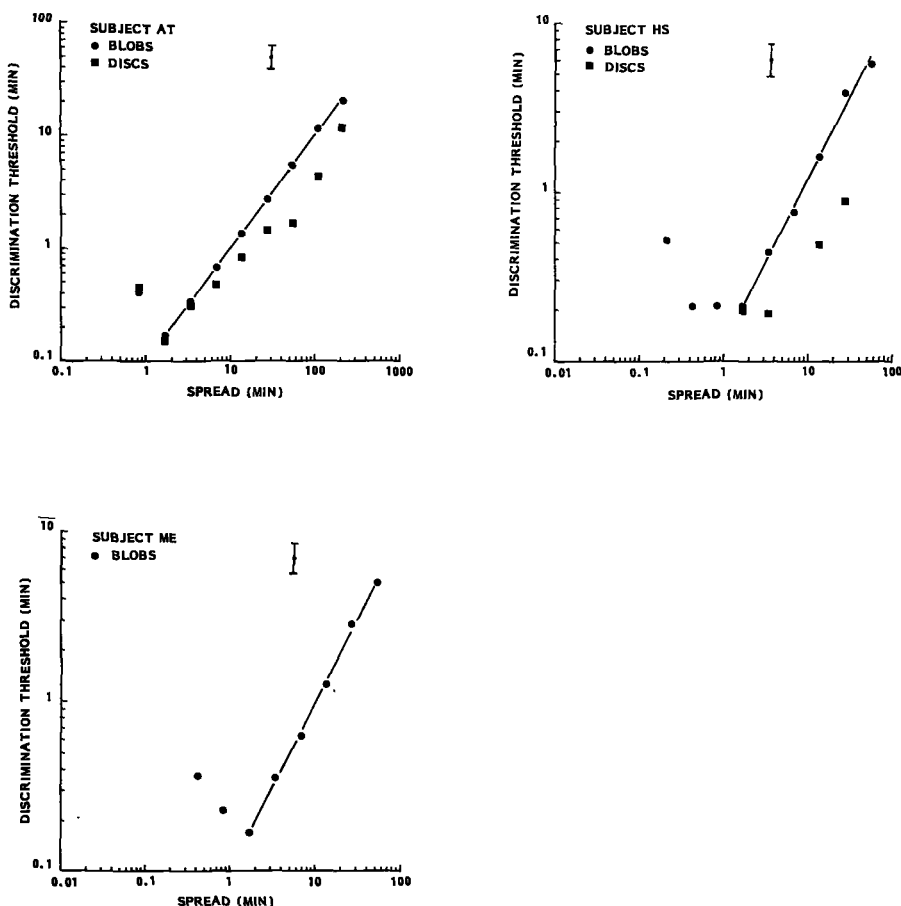 SUBJECT AT
BLOBS
DISCS
DISCRIMINATION THRESHOLD (MIN)
100
10
1
0.1
0.1 1 10 100 1000
SPREAD (MIN)
SUBJECT HS
BLOBS
DISCS
DISCRIMINATION THRESHOLD (MIN)
10
1
0.1
0.01 0.1 1 10 100
SPREAD (MIN)
SUBJECT ME
BLOBS
DISCRIMINATION THRESHOLD (MIN)
10
1
0.1
0.01 0.1 1 10 100
SPREAD (MIN)